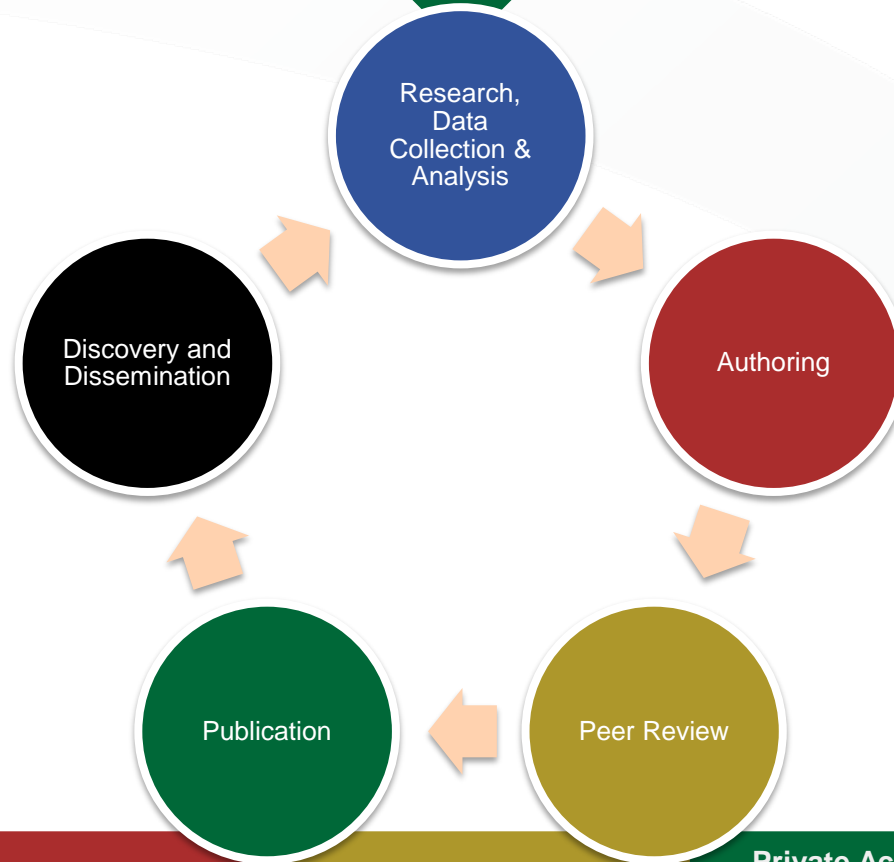 Research,
Data
Collection &
Analysis
Discovery and
Dissemination
Authoring
Publication
Peer Review